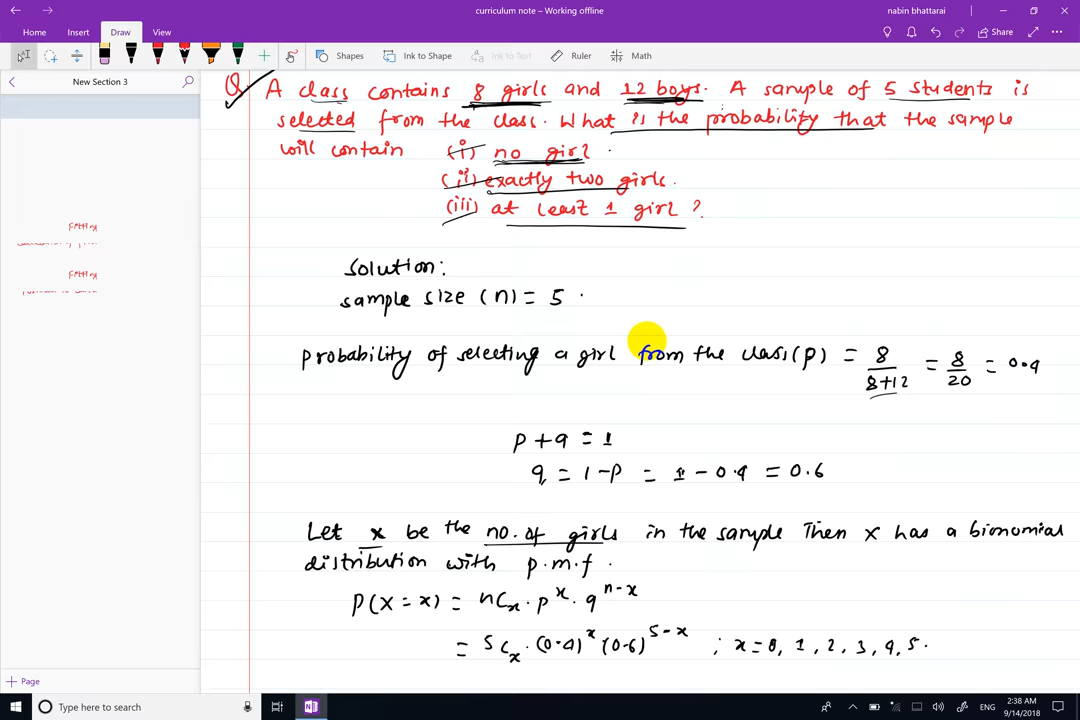 curriculum note – Working offline
nabin bhattarai
Home Insert Draw View
Share
Shapes
Ink to Shape
Ink to Text
Ruler
Math
New Section 3
Q A class contains 8 girls and 12 boys. A sample of 5 students is
selected from the class. What is the probability that the sample
will contain (i) no girl.
(ii) exactly two girls.
(iii) at least 1 girl?
Solution:
sample size (n) = 5.
probability of selecting a girl from the class(p) = 8/(8+12) = 8/20 = 0.4
p + q = 1
q = 1 - p = 1 - 0.4 = 0.6
Let x be the no. of girls in the sample Then X has a binomial
distribution with p.m.f.
P(X = x) = nCx . p^x . q^(n-x)
= 5Cx . (0.4)^x (0.6)^(5-x) ; x = 0, 1, 2, 3, 4, 5.
+ Page
Type here to search
ENG
2:38 AM
9/14/2018